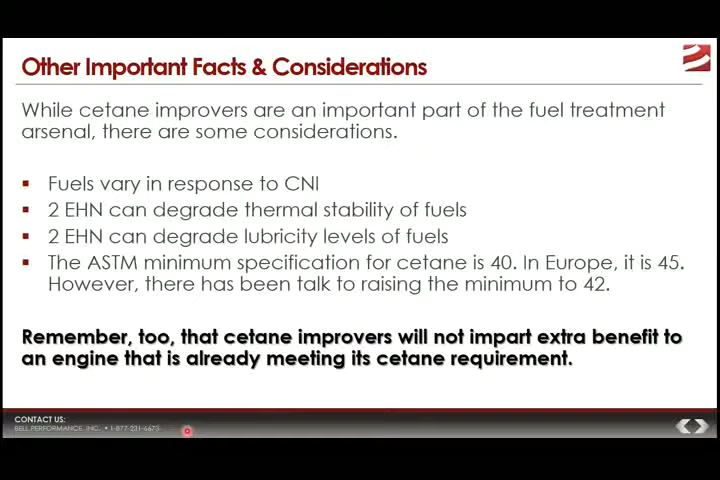 Other Important Facts & Considerations
While cetane improvers are an important part of the fuel treatment
arsenal, there are some considerations.
Fuels vary in response to CNI
2 EHN can degrade thermal stability of fuels
2 EHN can degrade lubricity levels of fuels
The ASTM minimum specification for cetane is 40. In Europe, it is 45.
However, there has been talk to raising the minimum to 42.
Remember, too, that cetane improvers will not impart extra benefit to
an engine that is already meeting its cetane requirement.
CONTACT US:
BELL PERFORMANCE, INC. • 1-877-231-6673